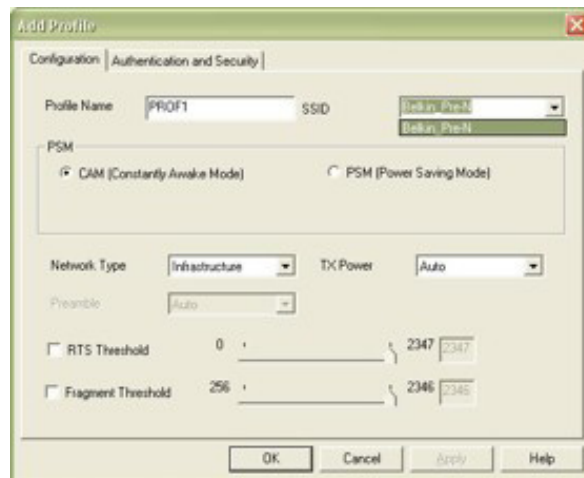 Add Profile
Configuration Authentication and Security
Profile Name PROF1 SSID Belkin_Pre-N
Belkin_Pre-N
PSM
CAM (Constantly Awake Mode) PSM (Power Saving Mode)
Network Type Infrastructure TX Power Auto
Preamble Auto
RTS Threshold 0 2347 2347
Fragment Threshold 256 2346 2346
OK Cancel Apply Help